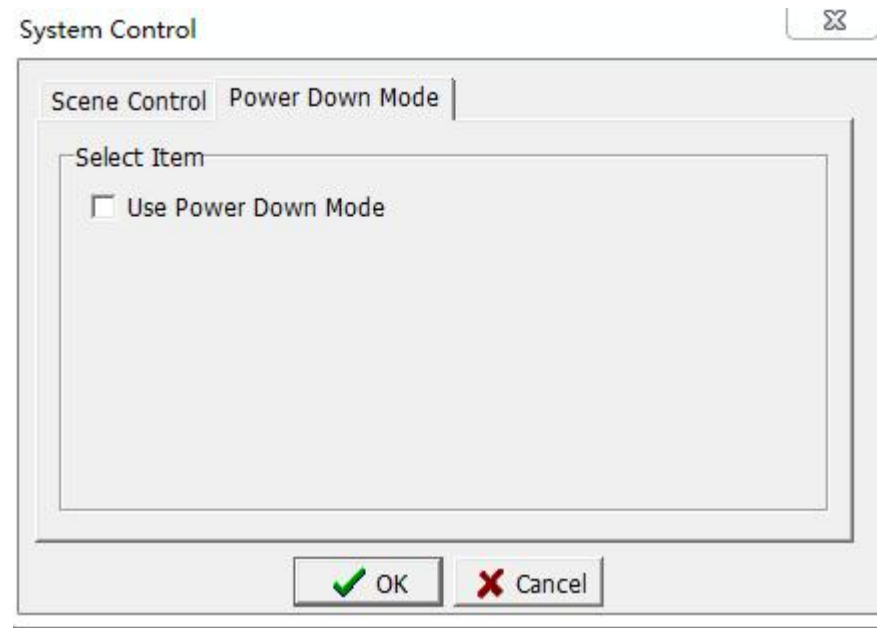 System Control
Scene Control Power Down Mode
Select Item
Use Power Down Mode
OK Cancel